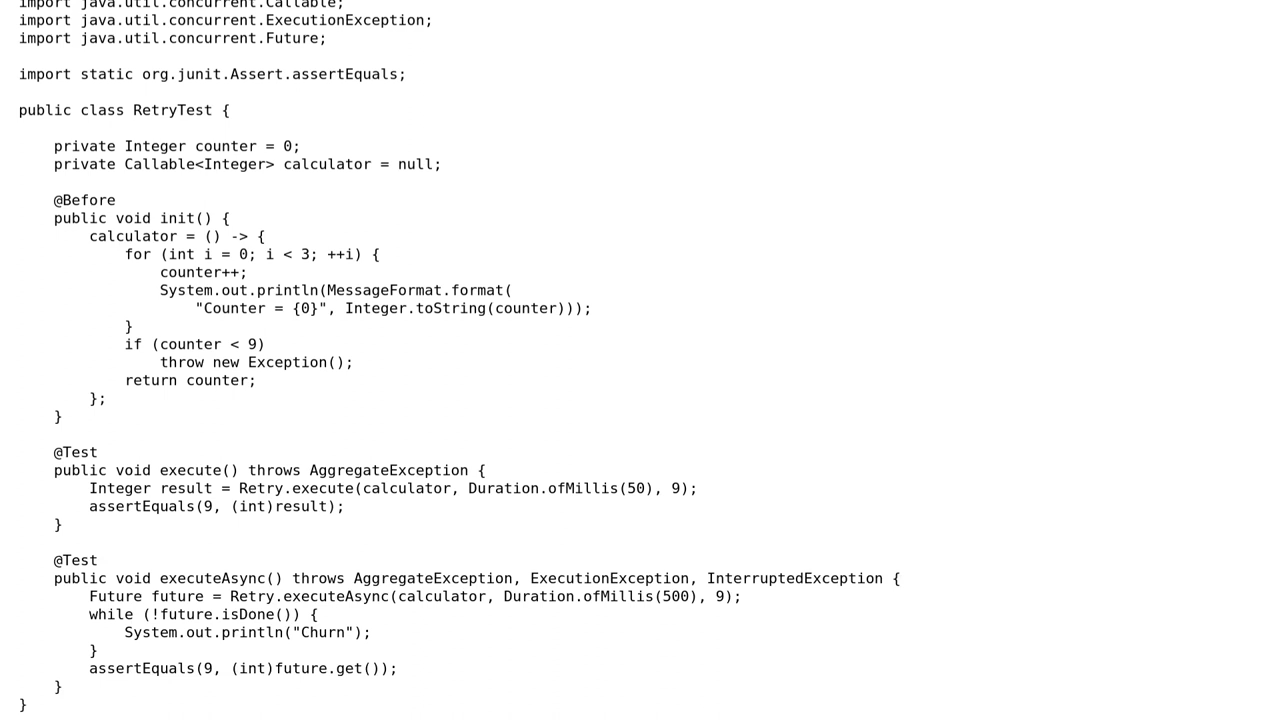 import java.util.concurrent.Callable;
import java.util.concurrent.ExecutionException;
import java.util.concurrent.Future;

import static org.junit.Assert.assertEquals;

public class RetryTest {

    private Integer counter = 0;
    private Callable<Integer> calculator = null;

    @Before
    public void init() {
        calculator = () -> {
            for (int i = 0; i < 3; ++i) {
                counter++;
                System.out.println(MessageFormat.format(
                    "Counter = {0}", Integer.toString(counter)));
            }
            if (counter < 9)
                throw new Exception();
            return counter;
        };
    }

    @Test
    public void execute() throws AggregateException {
        Integer result = Retry.execute(calculator, Duration.ofMillis(50), 9);
        assertEquals(9, (int)result);
    }

    @Test
    public void executeAsync() throws AggregateException, ExecutionException, InterruptedException {
        Future future = Retry.executeAsync(calculator, Duration.ofMillis(500), 9);
        while (!future.isDone()) {
            System.out.println("Churn");
        }
        assertEquals(9, (int)future.get());
    }
}